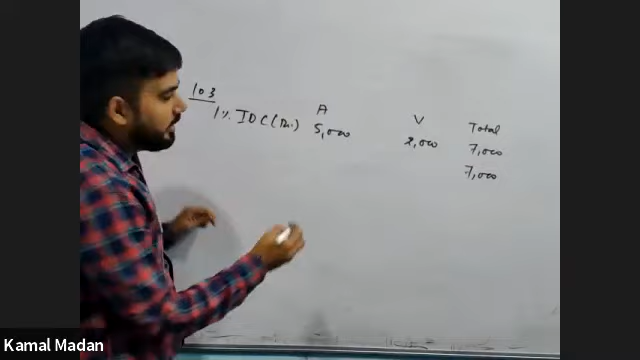 103
A V Total
1% IDC (Rs.) 5,000 2,000 7,000
7,000
Kamal Madan